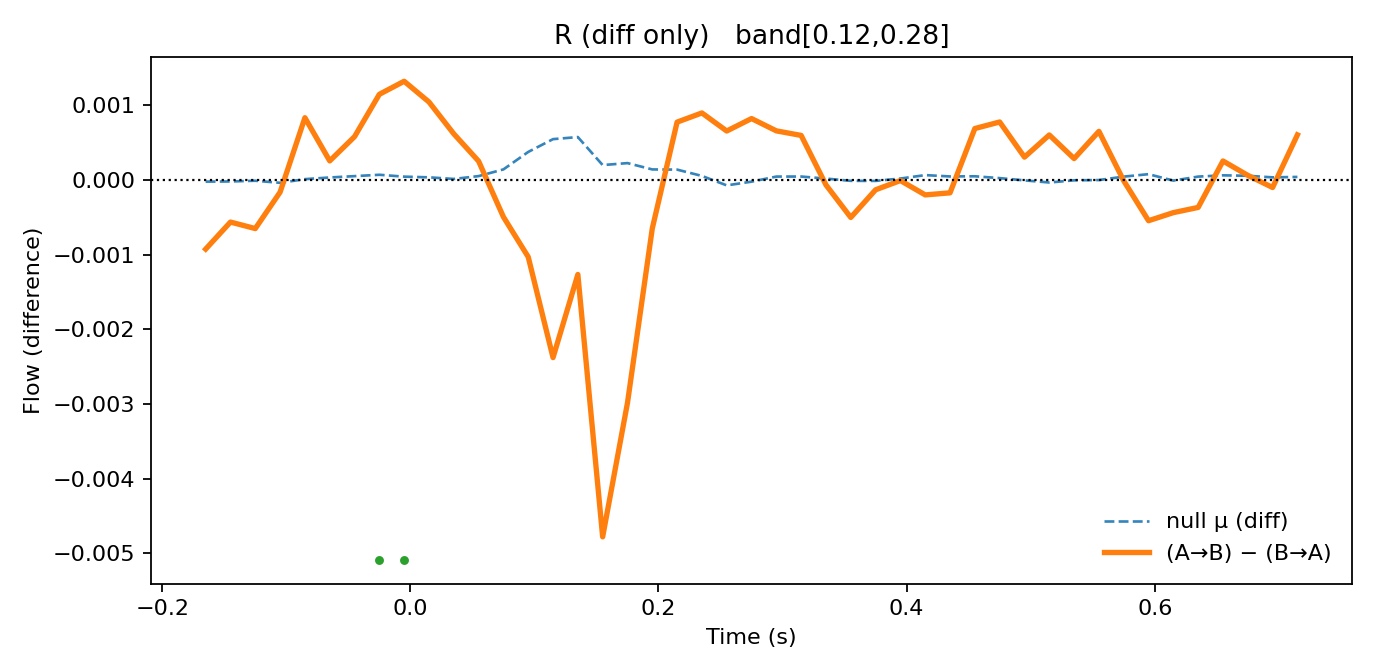 R (diff only)   band[0.12,0.28]
Flow (difference)
0.001
0.000
−0.001
−0.002
−0.003
−0.004
−0.005
null μ (diff)
(A→B) − (B→A)
−0.2
0.0
0.2
0.4
0.6
Time (s)